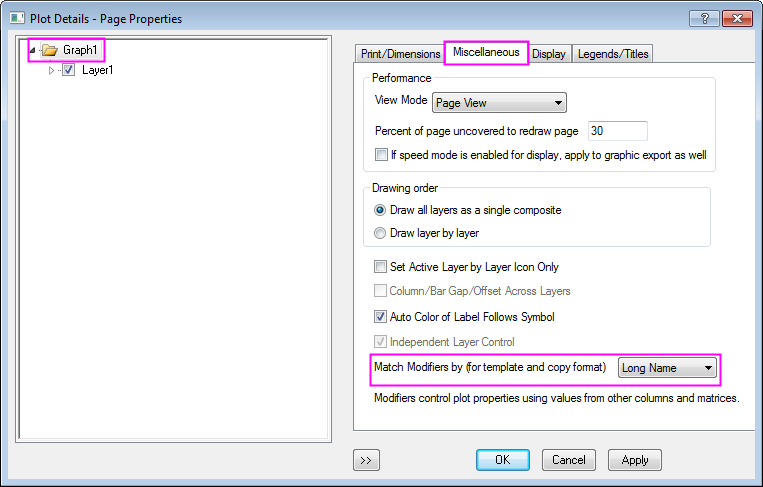 Plot Details - Page Properties
?
Graph1
Layer1
Print/Dimensions
Miscellaneous
Display
Legends/Titles
Performance
View Mode
Page View
Percent of page uncovered to redraw page
30
If speed mode is enabled for display, apply to graphic export as well
Drawing order
Draw all layers as a single composite
Draw layer by layer
Set Active Layer by Layer Icon Only
Column/Bar Gap/Offset Across Layers
Auto Color of Label Follows Symbol
Independent Layer Control
Match Modifiers by (for template and copy format)
Long Name
Modifiers control plot properties using values from other columns and matrices.
>>
OK
Cancel
Apply